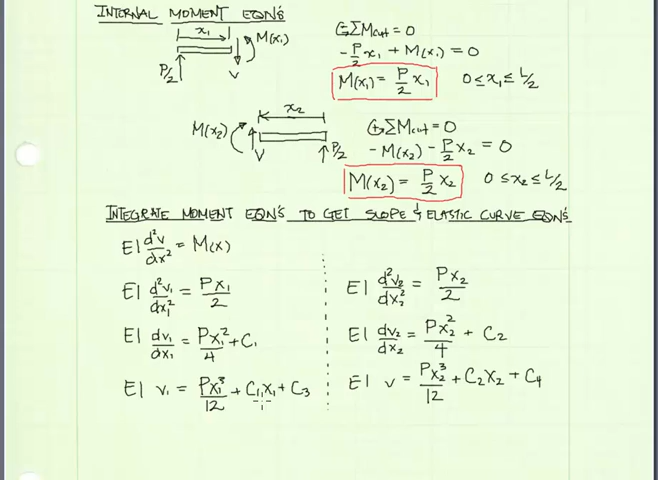 INTERNAL MOMENT EQN'S
x₁
M(x₁)
P/2
V
↺ΣM_cut = 0
- P/2 x₁ + M(x₁) = 0
M(x₁) = P/2 x₁ 0 ≤ x₁ ≤ L/2
x₂
M(x₂)
V
P/2
↺ΣM_cut = 0
- M(x₂) - P/2 x₂ = 0
M(x₂) = P/2 x₂ 0 ≤ x₂ ≤ L/2
INTEGRATE MOMENT EQN'S TO GET SLOPE & ELASTIC CURVE EQN'S
EI d²v/dx² = M(x)
EI d²v₁/dx₁² = Px₁/2
EI dv₁/dx₁ = Px₁²/4 + C₁
EI v₁ = Px₁³/12 + C₁x₁ + C₃
EI d²v₂/dx₂² = Px₂/2
EI dv₂/dx₂ = Px₂²/4 + C₂
EI v = Px₂³/12 + C₂x₂ + C₄